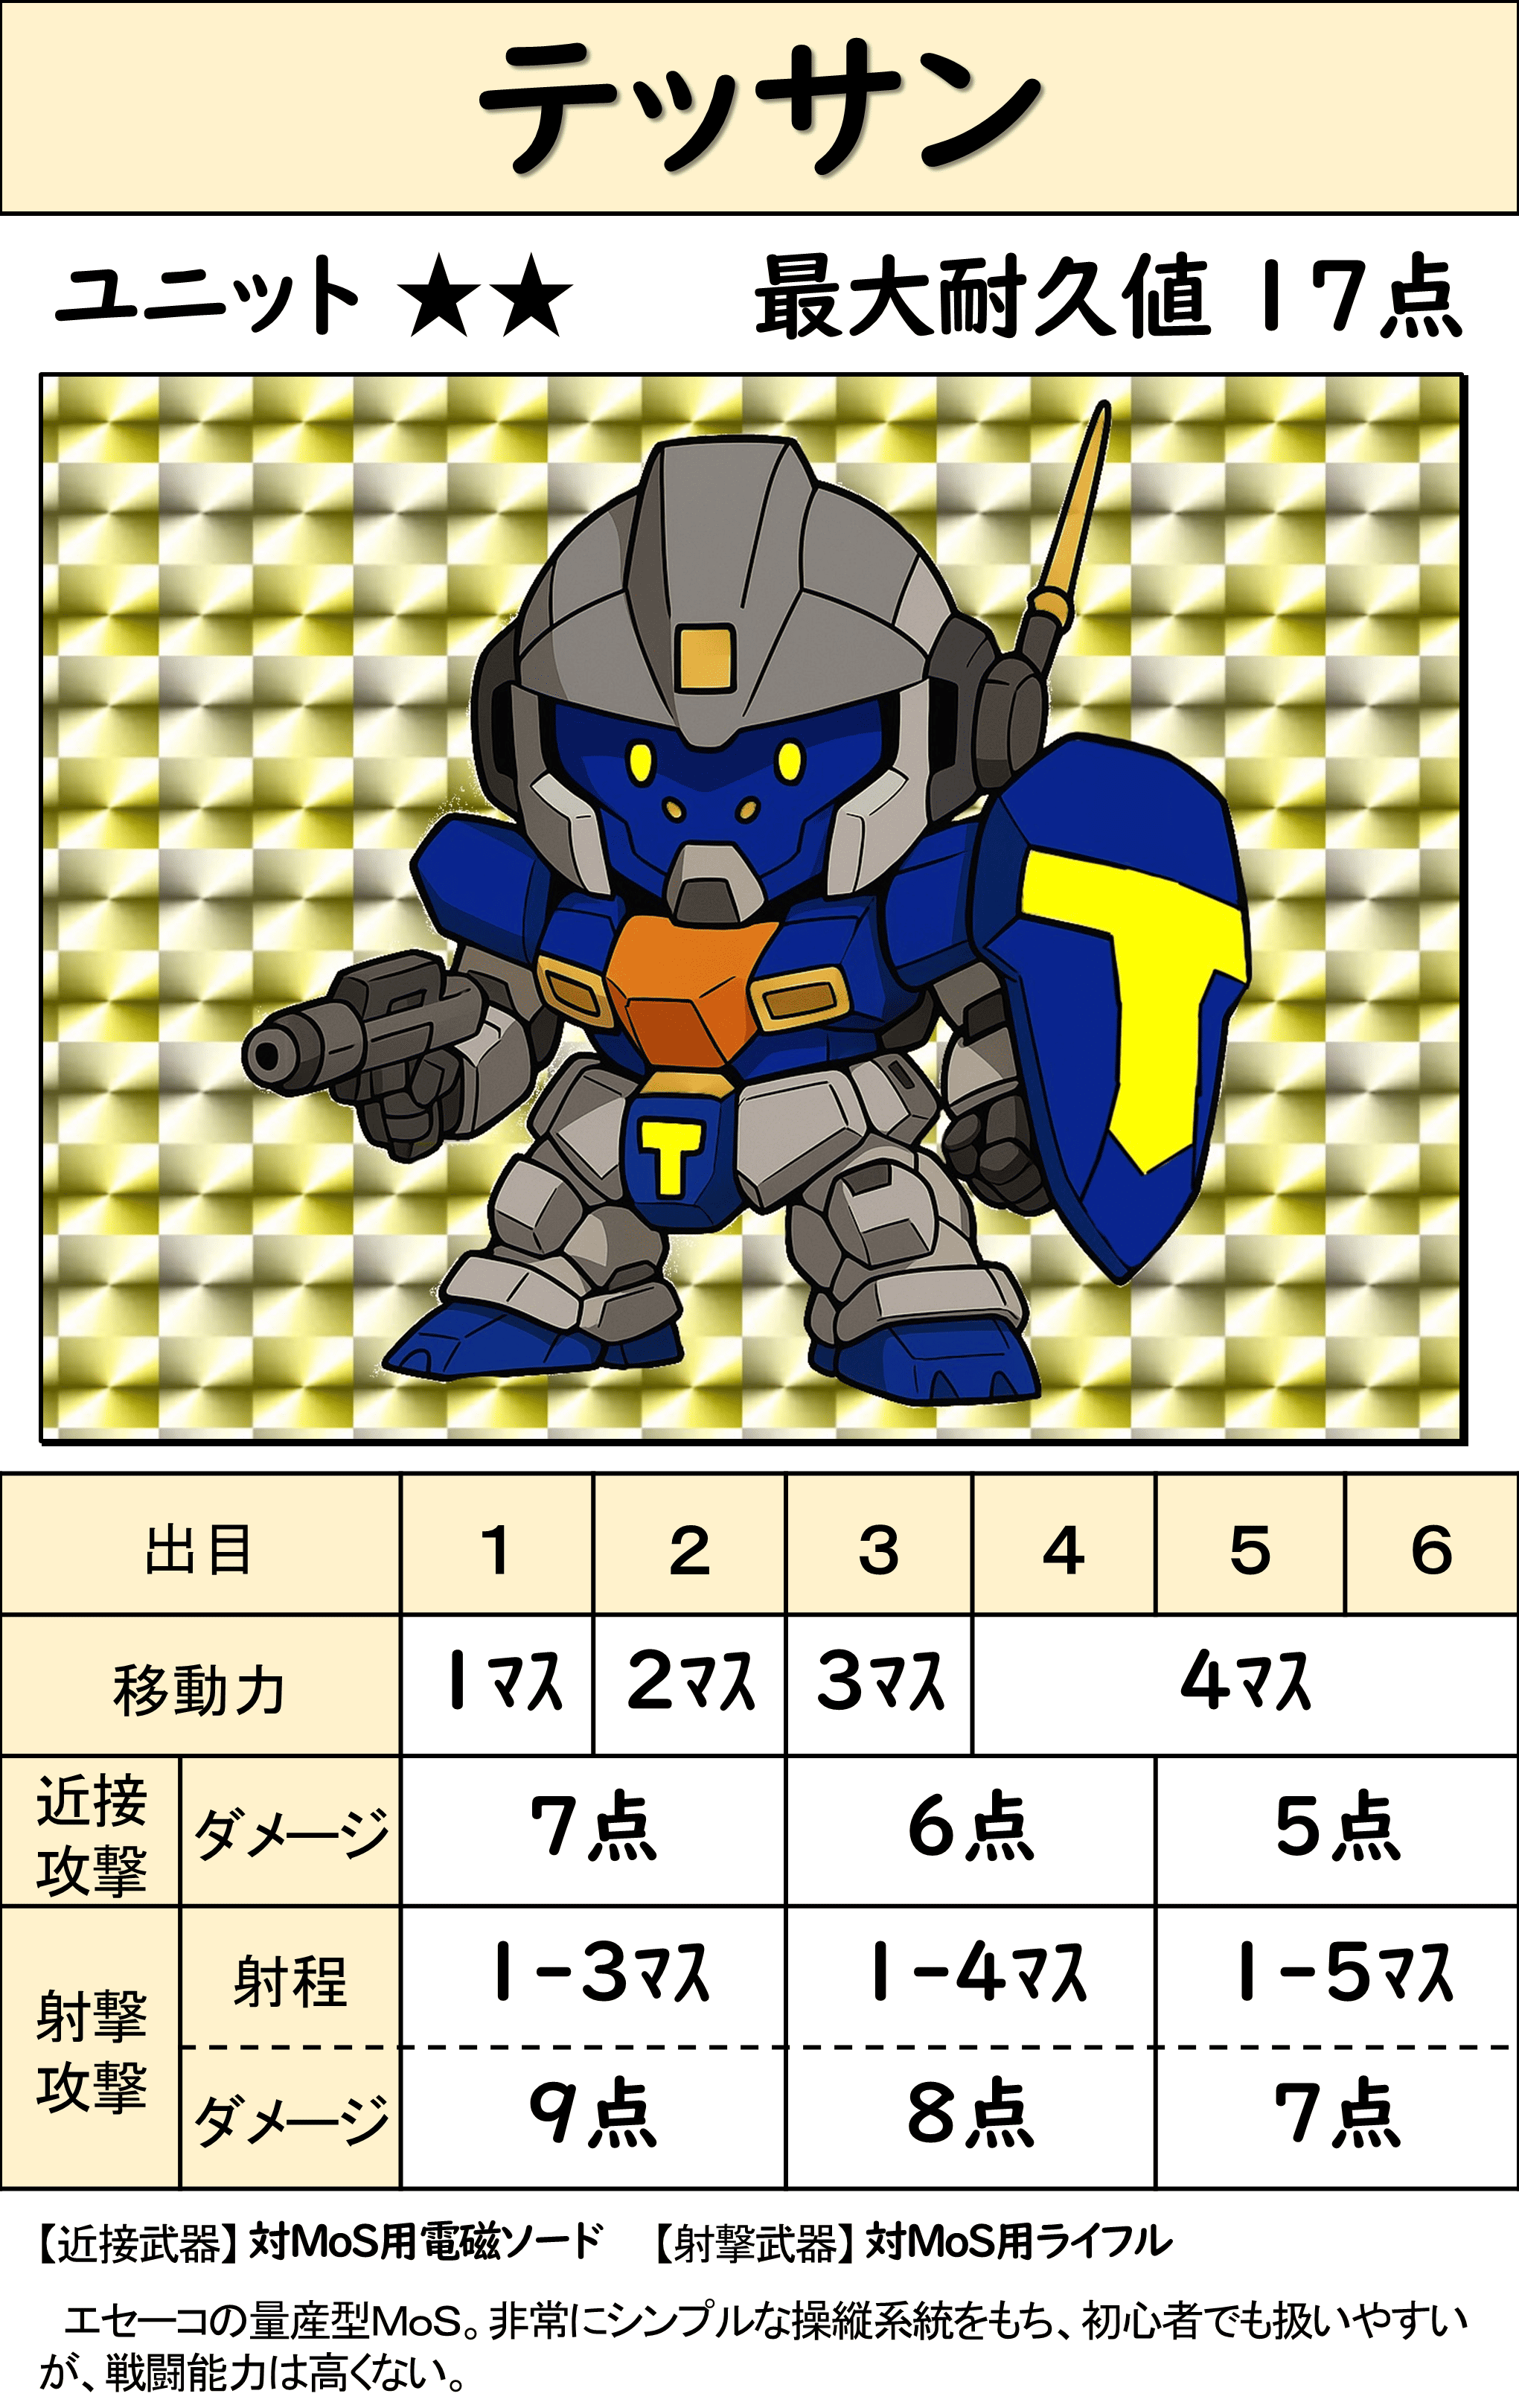 テッサン
ユニット ★★ 最大耐久値 17点
T
T
出目 1 2 3 4 5 6
移動力 1マス 2マス 3マス 4マス
近接攻撃 ダメージ 7点 6点 5点
射撃攻撃 射程 1-3マス 1-4マス 1-5マス
ダメージ 9点 8点 7点
【近接武器】対MoS用電磁ソード 【射撃武器】対MoS用ライフル
エセーコの量産型MoS。非常にシンプルな操縦系統をもち、初心者でも扱いやすい
が、戦闘能力は高くない。